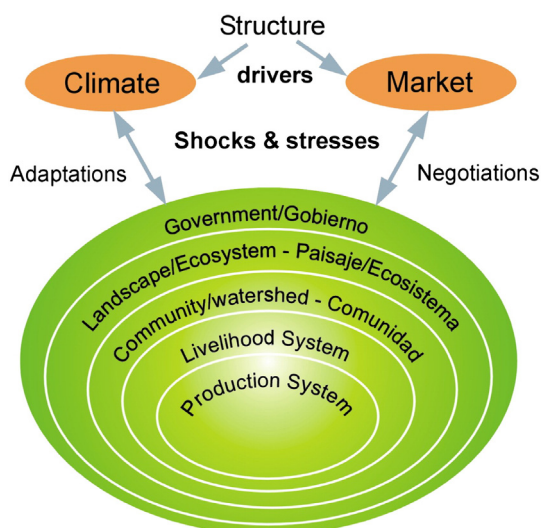 Structure
drivers
Climate
Market
Shocks & stresses
Adaptations
Negotiations
Government/Gobierno
Landscape/Ecosystem - Paisaje/Ecosistema
Community/watershed - Comunidad
Livelihood System
Production System